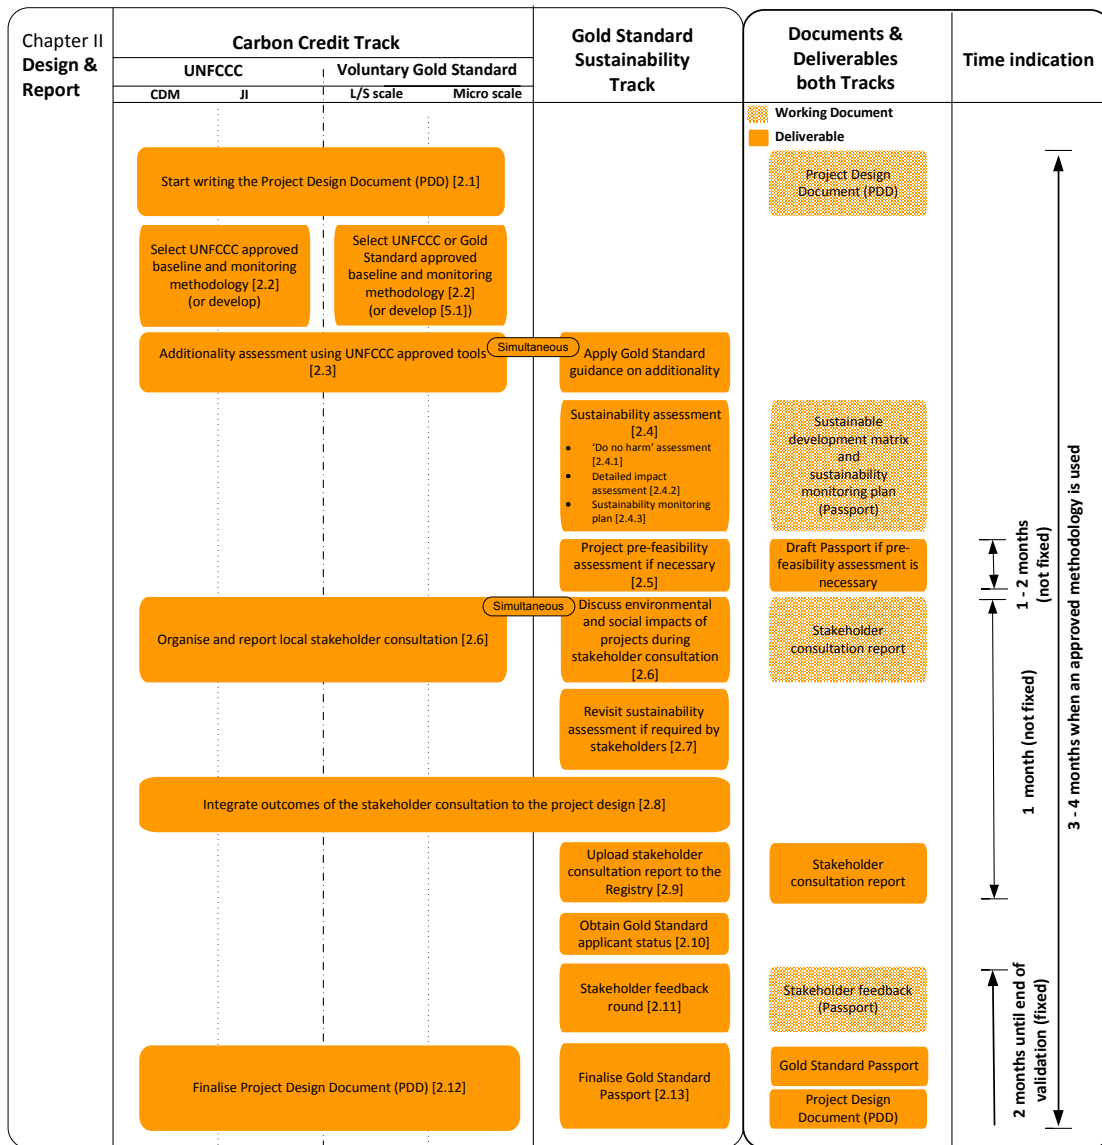 Chapter II
Design &
Report
Carbon Credit Track
UNFCCC
Voluntary Gold Standard
CDM
JI
L/S scale
Micro scale
Gold Standard
Sustainability
Track
Documents &
Deliverables
both Tracks
Time indication
Working Document
Deliverable
Start writing the Project Design Document (PDD) [2.1]
Project Design
Document (PDD)
Select UNFCCC approved
baseline and monitoring
methodology [2.2]
(or develop)
Select UNFCCC or Gold
Standard approved
baseline and monitoring
methodology [2.2]
(or develop [5.1])
Additionality assessment using UNFCCC approved tools
[2.3]
Simultaneous
Apply Gold Standard
guidance on additionality
Sustainability assessment
[2.4]
• 'Do no harm' assessment
[2.4.1]
• Detailed impact
assessment [2.4.2]
• Sustainability monitoring
plan [2.4.3]
Sustainable
development matrix
and
sustainability
monitoring plan
(Passport)
Project pre-feasibility
assessment if necessary
[2.5]
Draft Passport if pre-
feasibility assessment is
necessary
1 - 2 months
(not fixed)
Organise and report local stakeholder consultation [2.6]
Simultaneous
Discuss environmental
and social impacts of
projects during
stakeholder consultation
[2.6]
Stakeholder
consultation report
Revisit sustainability
assessment if required by
stakeholders [2.7]
1 month (not fixed)
3 - 4 months when an approved methodology is used
Integrate outcomes of the stakeholder consultation to the project design [2.8]
Upload stakeholder
consultation report to the
Registry [2.9]
Stakeholder
consultation report
Obtain Gold Standard
applicant status [2.10]
Stakeholder feedback
round [2.11]
Stakeholder feedback
(Passport)
2 months until end of
validation (fixed)
Finalise Project Design Document (PDD) [2.12]
Finalise Gold Standard
Passport [2.13]
Gold Standard Passport
Project Design
Document (PDD)